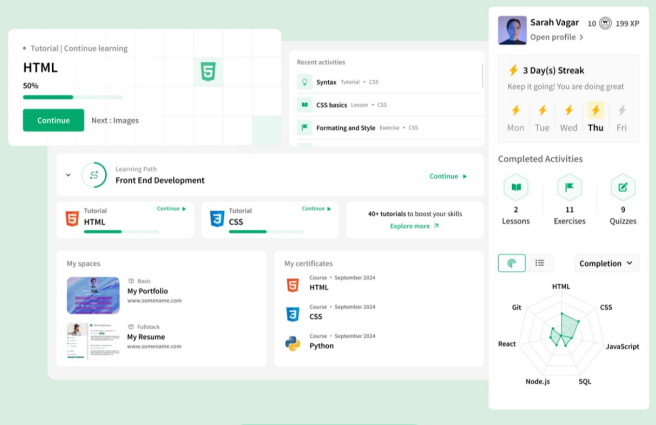 Tutorial | Continue learning
HTML
50%
Continue
Next : Images
Recent activities
Syntax Tutorial • CSS
CSS basics Lesson • CSS
Formating and Style Exercise • CSS
Learning Path
Front End Development
Continue
Tutorial
HTML
Continue
Tutorial
CSS
Continue
40+ tutorials to boost your skills
Explore more
My spaces
Basic
My Portfolio
www.somename.com
Fullstack
My Resume
www.somename.com
My certificates
Course • September 2024
HTML
Course • September 2024
CSS
Course • September 2024
Python
Sarah Vagar 10 199 XP
Open profile
3 Day(s) Streak
Keep it going! You are doing great
Mon Tue Wed Thu Fri
Completed Activities
2 11 9
Lessons Exercises Quizzes
Completion
HTML
Git CSS
React JavaScript
Node.js SQL